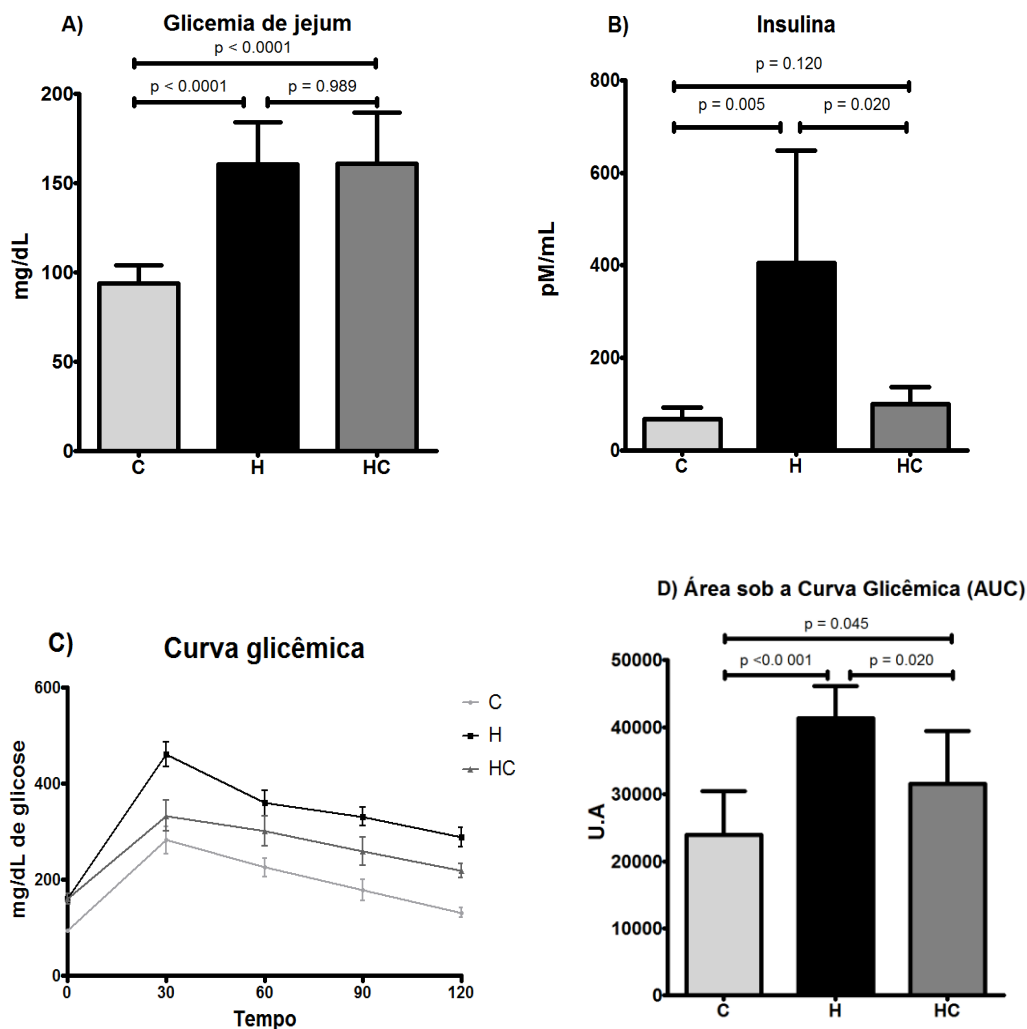 A) Glicemia de jejum
p < 0.0001
p < 0.0001 p = 0.989
200
150
100
50
0
mg/dL
C H HC
B) Insulina
p = 0.120
p = 0.005 p = 0.020
800
600
400
200
0
pM/mL
C H HC
C) Curva glicêmica
600
400
200
0
mg/dL de glicose
0 30 60 90 120
Tempo
C
H
HC
D) Área sob a Curva Glicêmica (AUC)
p = 0.045
p <0.0 001 p = 0.020
50000
40000
30000
20000
10000
0
U.A
C H HC